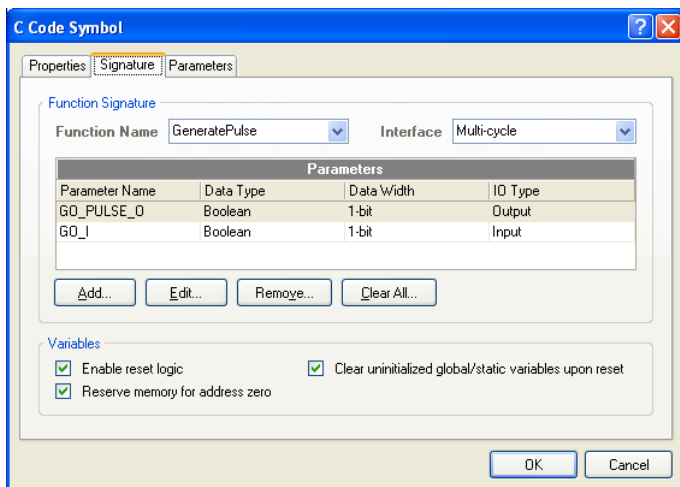 C Code Symbol
Properties Signature Parameters
Function Signature
Function Name GeneratePulse Interface Multi-cycle
Parameters
Parameter Name Data Type Data Width IO Type
GO_PULSE_O Boolean 1-bit Output
GO_I Boolean 1-bit Input
Add... Edit... Remove... Clear All...
Variables
Enable reset logic Clear uninitialized global/static variables upon reset
Reserve memory for address zero
OK Cancel